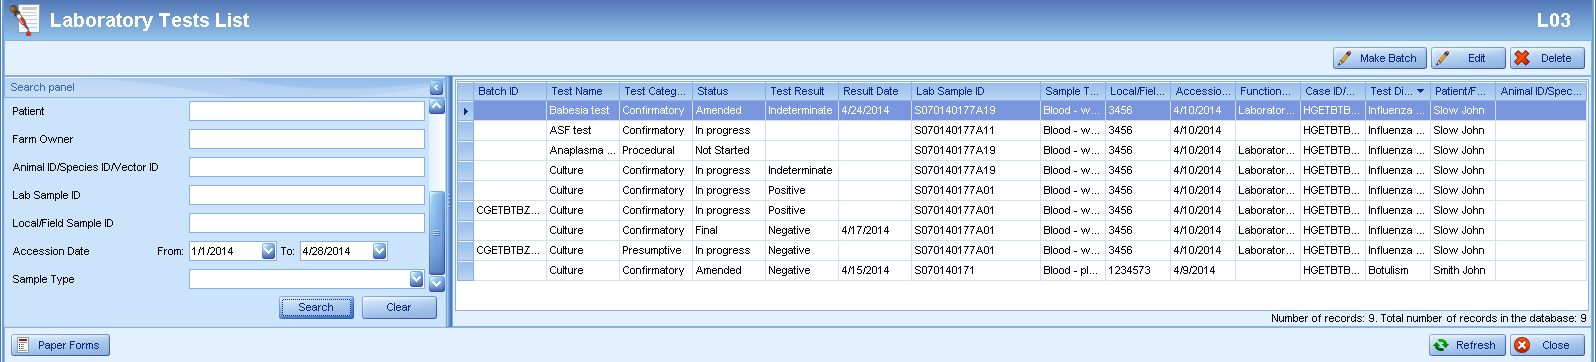 Laboratory Tests List L03
Make Batch Edit Delete
Search panel
Patient
Farm Owner
Animal ID/Species ID/Vector ID
Lab Sample ID
Local/Field Sample ID
Accession Date From: 1/1/2014 To: 4/28/2014
Sample Type
Search Clear
Batch ID Test Name Test Categ... Status Test Result Result Date Lab Sample ID Sample T... Local/Field... Accessio... Function... Case ID/... Test Di... Patient/F... Animal ID/Spec...
Babesia test Confirmatory Amended Indeterminate 4/24/2014 S070140177A19 Blood - w... 3456 4/10/2014 Laborator... HGETBTB... Influenza ... Slow John
ASF test Confirmatory In progress S070140177A11 Blood - w... 3456 4/10/2014 HGETBTB... Influenza ... Slow John
Anaplasma ... Procedural Not Started S070140177A19 Blood - w... 3456 4/10/2014 Laborator... HGETBTB... Influenza ... Slow John
Culture Confirmatory In progress Indeterminate S070140177A19 Blood - w... 3456 4/10/2014 Laborator... HGETBTB... Influenza ... Slow John
Culture Confirmatory In progress Positive S070140177A01 Blood - w... 3456 4/10/2014 Laborator... HGETBTB... Influenza ... Slow John
CGETBTBZ... Culture Confirmatory In progress Positive S070140177A01 Blood - w... 3456 4/10/2014 Laborator... HGETBTB... Influenza ... Slow John
Culture Confirmatory Final Negative 4/17/2014 S070140177A01 Blood - w... 3456 4/10/2014 Laborator... HGETBTB... Influenza ... Slow John
CGETBTBZ... Culture Presumptive In progress Negative S070140177A01 Blood - w... 3456 4/10/2014 Laborator... HGETBTB... Influenza ... Slow John
Culture Confirmatory Amended Negative 4/15/2014 S070140171 Blood - pl... 1234573 4/9/2014 HGETBTB... Botulism Smith John
Number of records: 9. Total number of records in the database: 9
Paper Forms Refresh Close